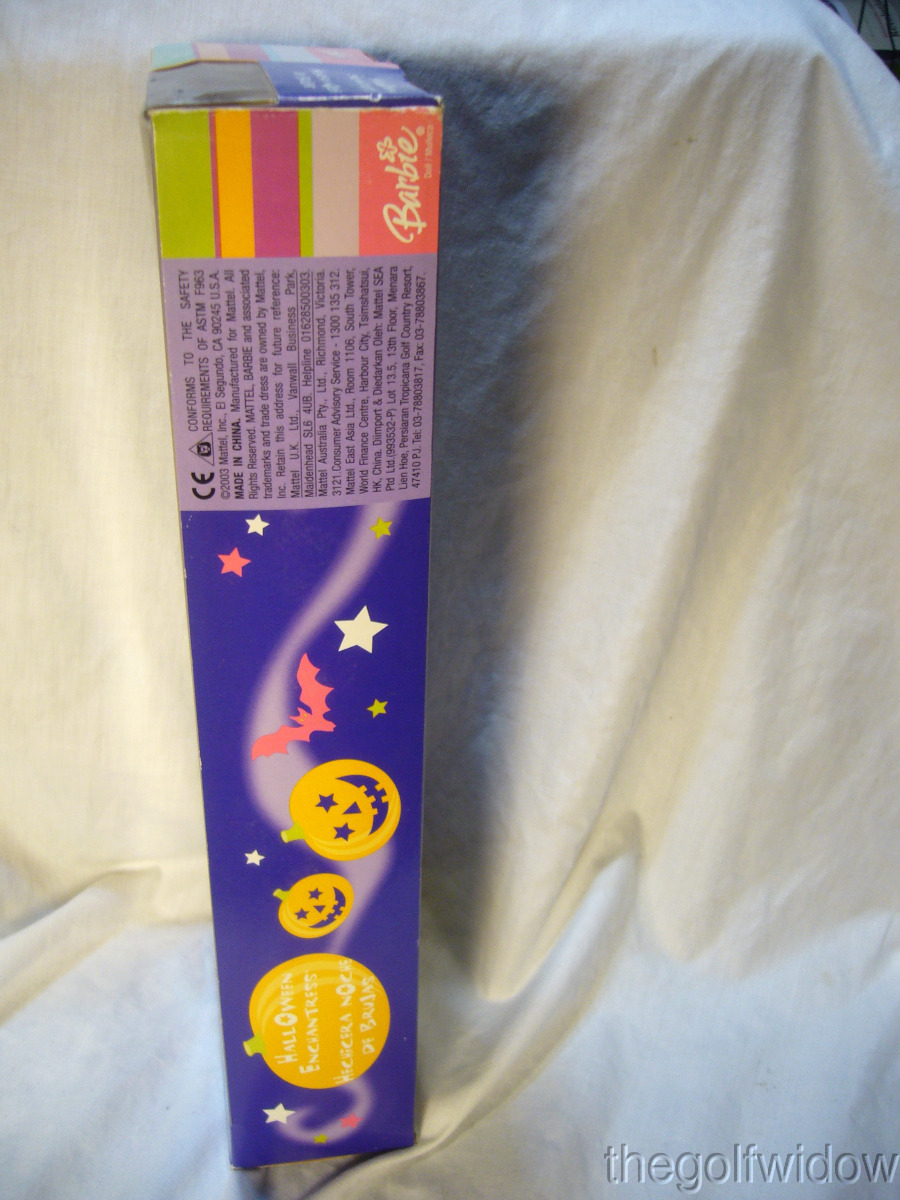 Barbie®
Doll / Muñeca
CE ⚠ CONFORMS TO THE SAFETY
REQUIREMENTS OF ASTM F963
©2003 Mattel, Inc., El Segundo, CA 90245 U.S.A.
MADE IN CHINA. Manufactured for Mattel. All
Rights Reserved. MATTEL, BARBIE and associated
trademarks and trade dress are owned by Mattel,
Inc. Retain this address for future reference:
Mattel U.K. Ltd., Vanwall Business Park,
Maidenhead SL6 4UB. Helpline 01628500303.
Mattel Australia Pty., Ltd., Richmond, Victoria.
3121.Consumer Advisory Service - 1300 135 312.
Mattel East Asia Ltd., Room 1106, South Tower,
World Finance Centre, Harbour City, Tsimshatsui,
HK, China. Diimport & Diedarkan Oleh: Mattel SEA
Ptd Ltd.(993532-P) Lot 13.5, 13th Floor, Menara
Lien Hoe, Persiaran Tropicana Golf Country Resort,
47410 PJ. Tel: 03-78803817, Fax: 03-78803867.
HALLOWEEN
ENCHANTRESS
HECHICERA NOCHE
DE BRUJAS
thegolfwidow